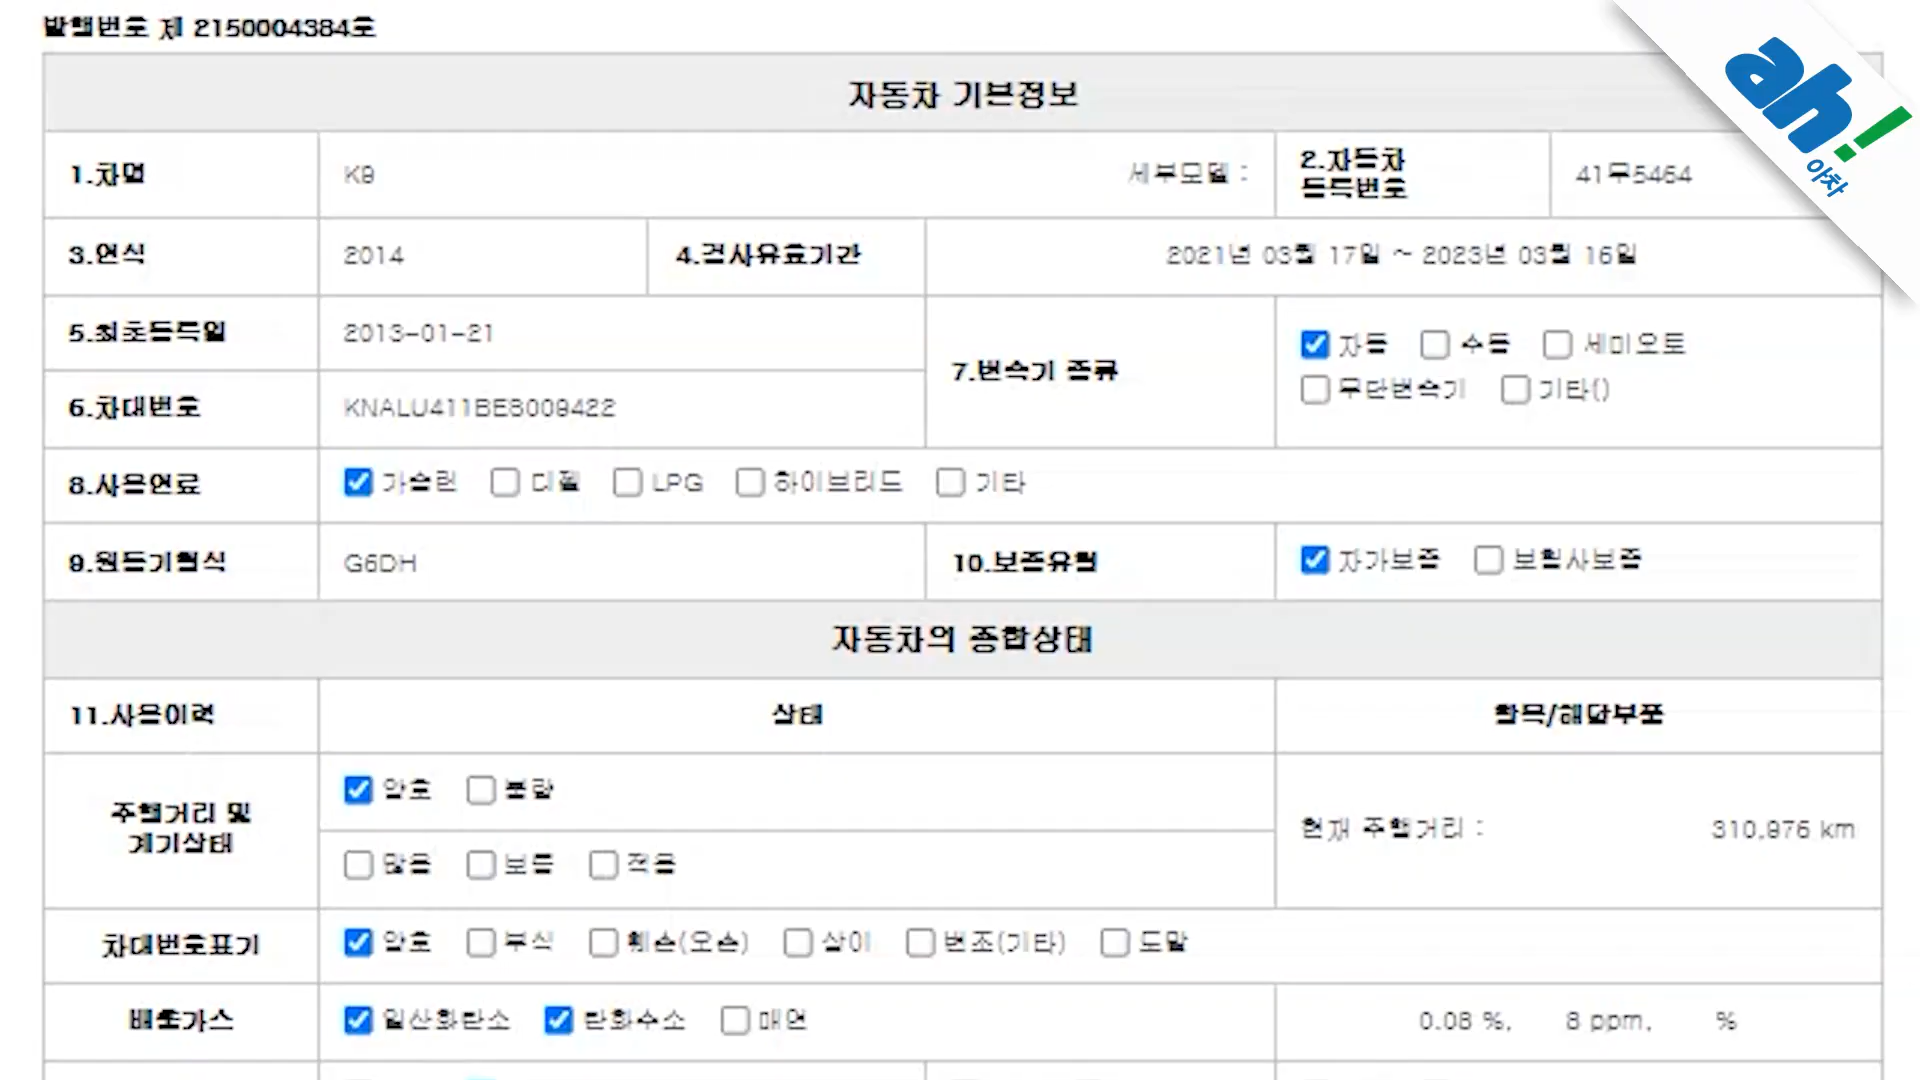 발행번호 제 2150004384호
자동차 기본정보
1.차명 K9 세부모델 : 2.자동차 등록번호 41무5464
3.연식 2014 4.검사유효기간 2021년 03월 17일 ~ 2023년 03월 16일
5.최초등록일 2013-01-21
7.변속기 종류 자동 수동 세미오토
무단변속기 기타()
6.차대번호 KNALU411BES009422
8.사용연료 가솔린 디젤 LPG 하이브리드 기타
9.원동기형식 G6DH 10.보증유형 자가보증 보험사보증
자동차의 종합상태
11.사용이력 상태 항목/해당부품
주행거리 및
계기상태
양호 불량
많음 보통 적음
현재 주행거리 : 310,976 km
차대번호표기 양호 부식 훼손(오손) 상이 변조(기타) 도말
배출가스 일산화탄소 탄화수소 매연 0.08 %, 8 ppm, %
ah!
아차